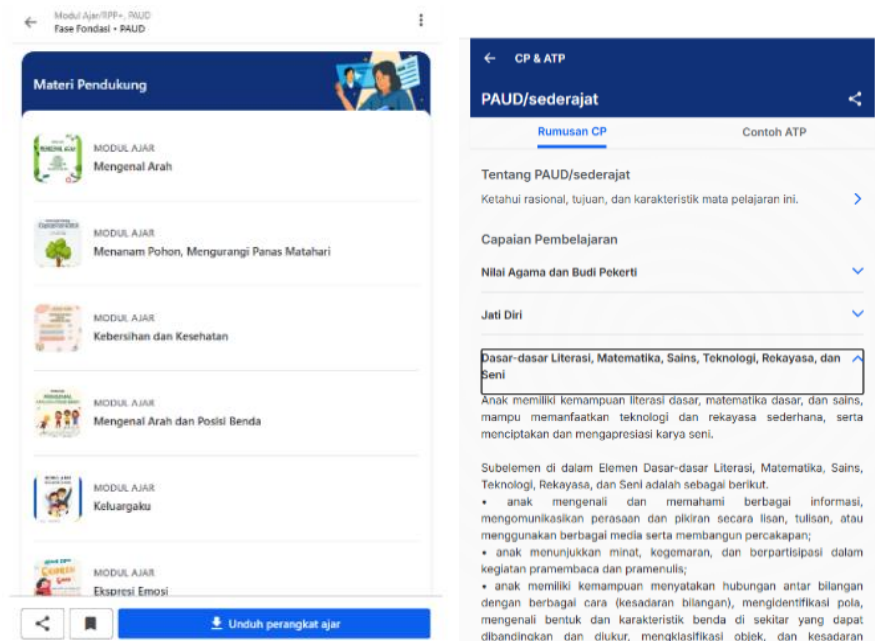 Modul Ajar/RPP+, PAUD
Fase Fondasi • PAUD
Materi Pendukung
MODUL AJAR
Mengenal Arah
MODUL AJAR
Menanam Pohon, Mengurangi Panas Matahari
MODUL AJAR
Kebersihan dan Kesehatan
MODUL AJAR
Mengenal Arah dan Posisi Benda
MODUL AJAR
Keluargaku
MODUL AJAR
Ekspresi Emosi
Unduh perangkat ajar
CP & ATP
PAUD/sederajat
Rumusan CP
Contoh ATP
Tentang PAUD/sederajat
Ketahui rasional, tujuan, dan karakteristik mata pelajaran ini.
Capaian Pembelajaran
Nilai Agama dan Budi Pekerti
Jati Diri
Dasar-dasar Literasi, Matematika, Sains, Teknologi, Rekayasa, dan
Seni
Anak memiliki kemampuan literasi dasar, matematika dasar, dan sains,
mampu memanfaatkan teknologi dan rekayasa sederhana, serta
menciptakan dan mengapresiasi karya seni.
Subelemen di dalam Elemen Dasar-dasar Literasi, Matematika, Sains,
Teknologi, Rekayasa, dan Seni adalah sebagai berikut.
• anak mengenali dan memahami berbagai informasi,
mengomunikasikan perasaan dan pikiran secara lisan, tulisan, atau
menggunakan berbagai media serta membangun percakapan;
• anak menunjukkan minat, kegemaran, dan berpartisipasi dalam
kegiatan pramembaca dan pramenulis;
• anak memiliki kemampuan menyatakan hubungan antar bilangan
dengan berbagai cara (kesadaran bilangan), mengidentifikasi pola,
mengenali bentuk dan karakteristik benda di sekitar yang dapat
dibandingkan dan diukur, mengklasifikasi objek, dan kesadaran